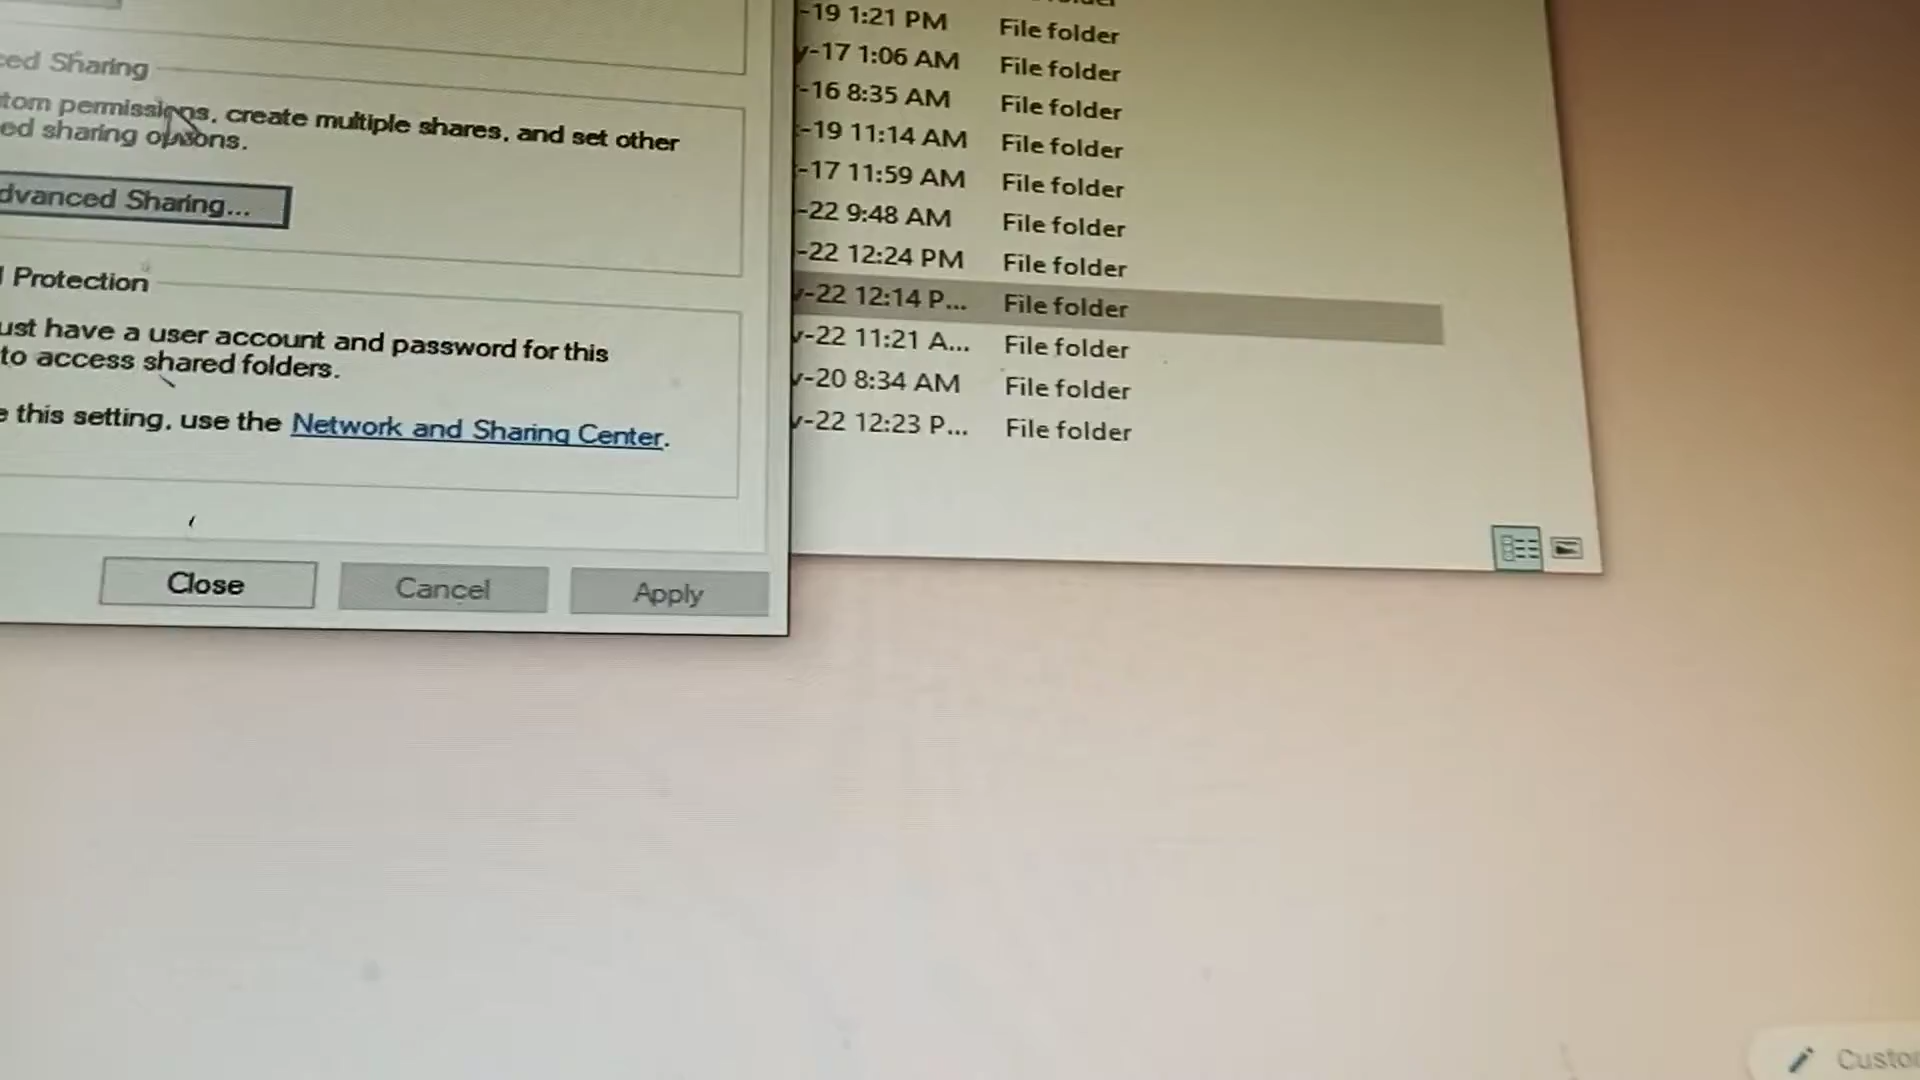 ced Sharing
tom permissions, create multiple shares, and set other
ed sharing options.
dvanced Sharing...
Protection
ust have a user account and password for this
to access shared folders.
e this setting, use the Network and Sharing Center.
Close
Cancel
Apply
-19 1:21 PM File folder
-17 1:06 AM File folder
-16 8:35 AM File folder
-19 11:14 AM File folder
-17 11:59 AM File folder
-22 9:48 AM File folder
-22 12:24 PM File folder
-22 12:14 P... File folder
-22 11:21 A... File folder
-20 8:34 AM File folder
-22 12:23 P... File folder
Custo